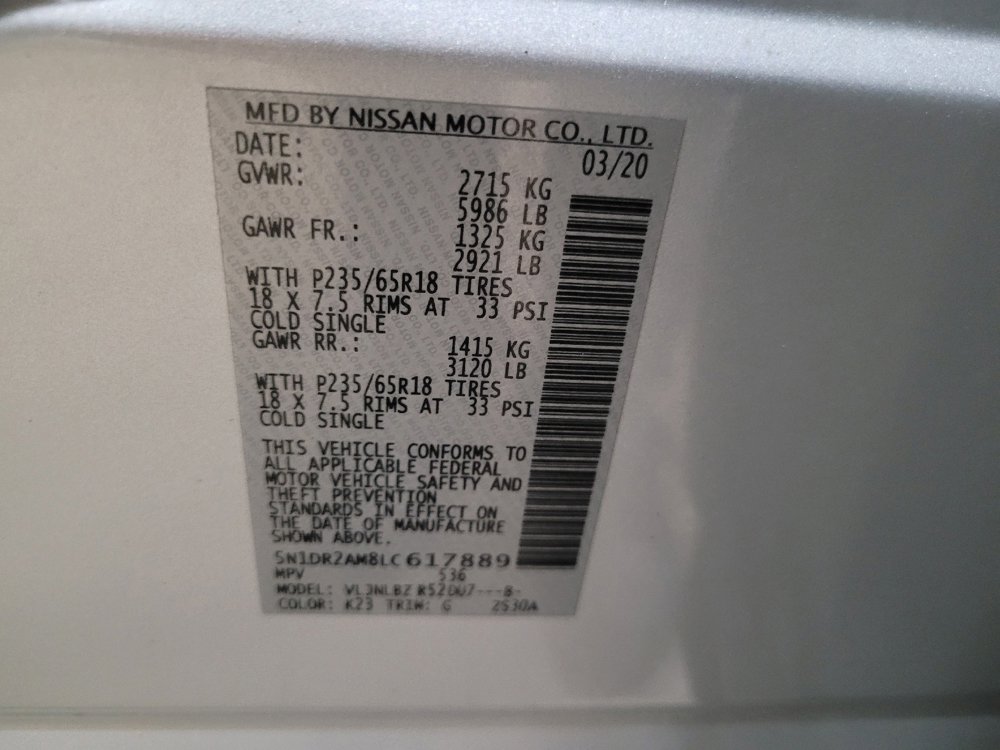 MFD BY NISSAN MOTOR CO., LTD.
DATE: 03/20
GVWR: 2715 KG
5986 LB
GAWR FR.: 1325 KG
2921 LB
WITH P235/65R18 TIRES
18 X 7.5 RIMS AT 33 PSI
COLD SINGLE
GAWR RR.: 1415 KG
3120 LB
WITH P235/65R18 TIRES
18 X 7.5 RIMS AT 33 PSI
COLD SINGLE
THIS VEHICLE CONFORMS TO
ALL APPLICABLE FEDERAL
MOTOR VEHICLE SAFETY AND
THEFT PREVENTION
STANDARDS IN EFFECT ON
THE DATE OF MANUFACTURE
SHOWN ABOVE.
5N1DR2AM8LC617889
MPV 536
MODEL:
COLOR: K23 TRIM: G